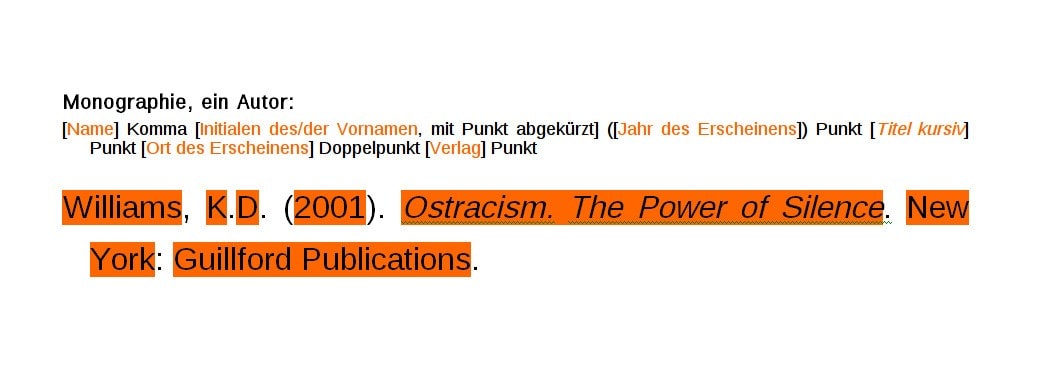 Monographie, ein Autor:
[Name] Komma [Initialen des/der Vornamen, mit Punkt abgekürzt] ([Jahr des Erscheinens]) Punkt [Titel kursiv]
Punkt [Ort des Erscheinens] Doppelpunkt [Verlag] Punkt
Williams, K.D. (2001). Ostracism. The Power of Silence. New
York: Guillford Publications.